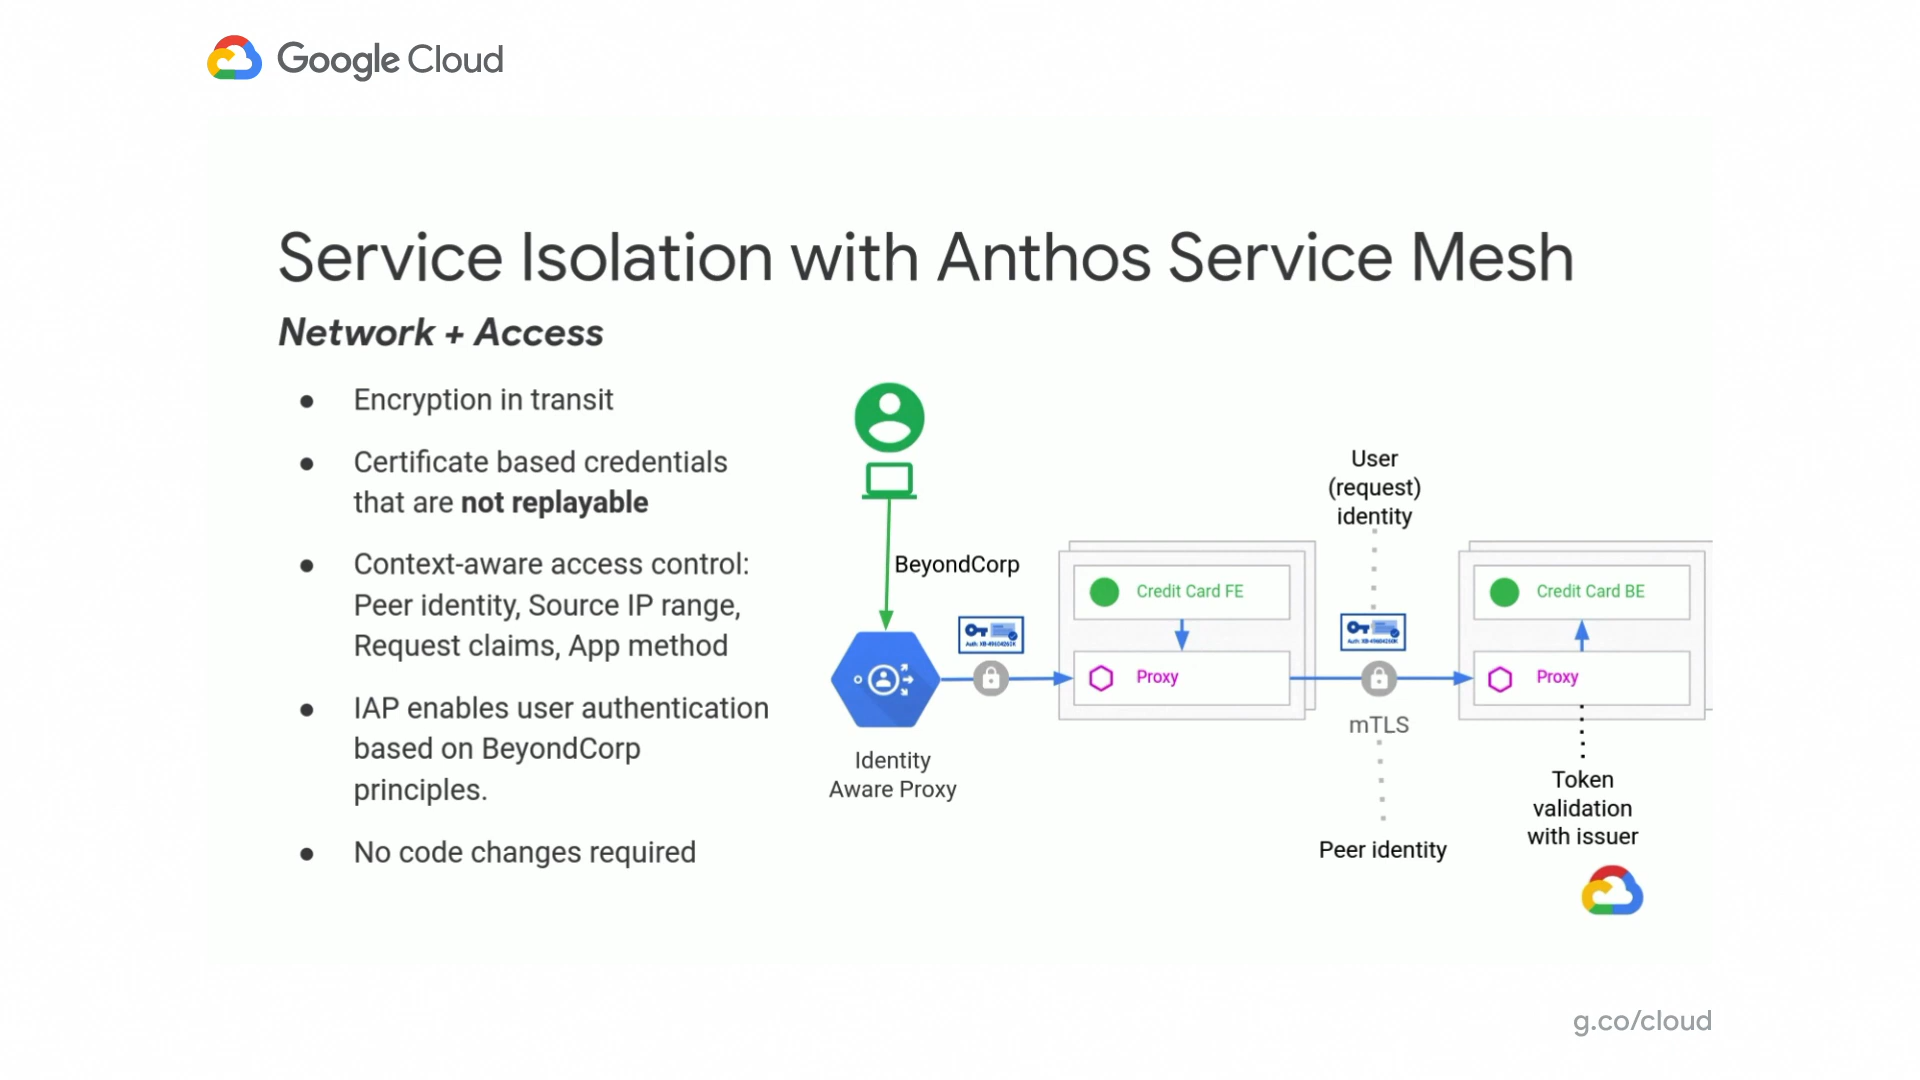 Google Cloud
Service Isolation with Anthos Service Mesh
Network + Access
● Encryption in transit
● Certificate based credentials
that are not replayable
● Context-aware access control:
Peer identity, Source IP range,
Request claims, App method
● IAP enables user authentication
based on BeyondCorp
principles.
● No code changes required
BeyondCorp
Identity
Aware Proxy
Credit Card FE
Proxy
User
(request)
identity
mTLS
Peer identity
Credit Card BE
Proxy
Token
validation
with issuer
g.co/cloud